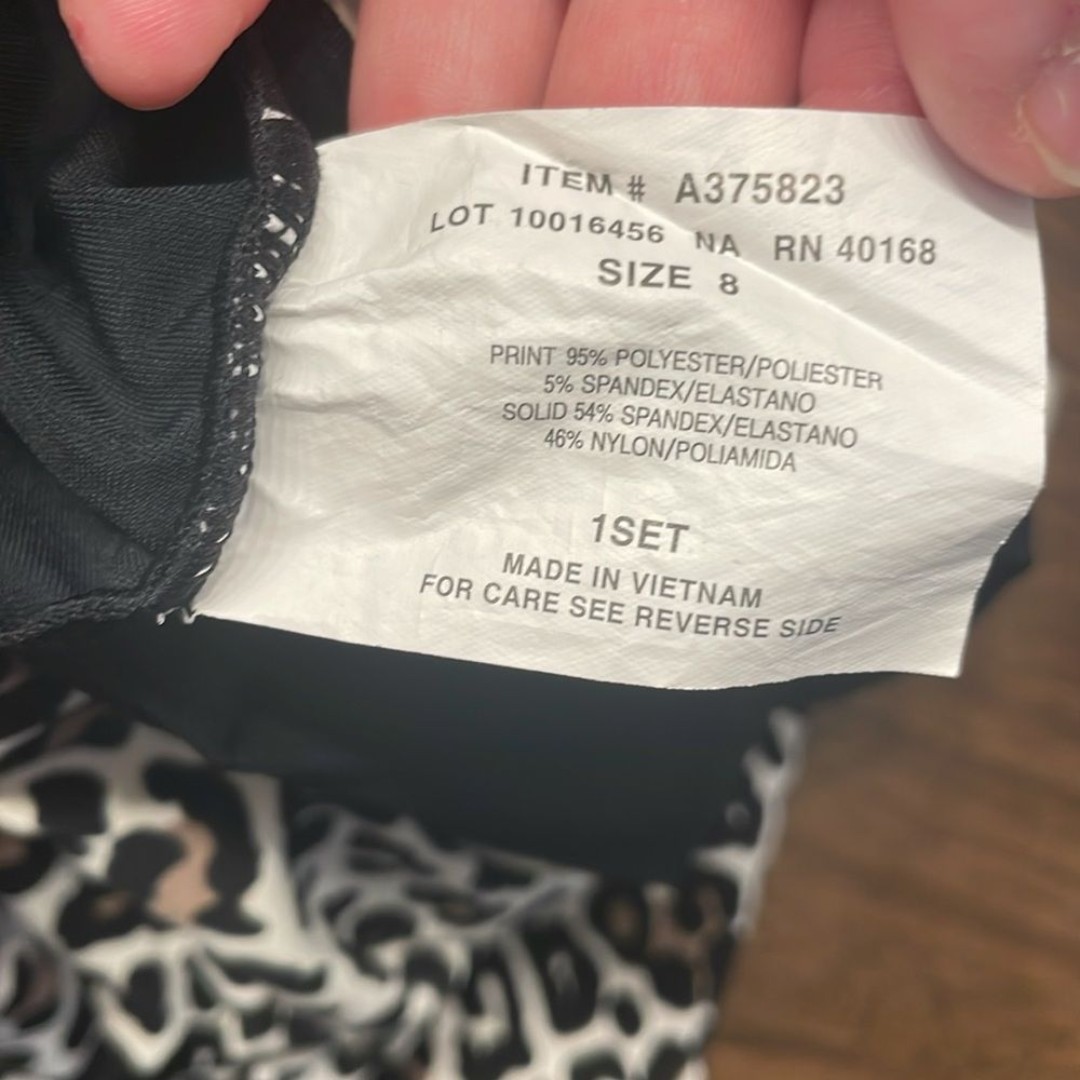 ITEM # A375823
LOT 10016456 NA RN 40168
SIZE 8
PRINT 95% POLYESTER/POLIESTER
5% SPANDEX/ELASTANO
SOLID 54% SPANDEX/ELASTANO
46% NYLON/POLIAMIDA
1SET
MADE IN VIETNAM
FOR CARE SEE REVERSE SIDE